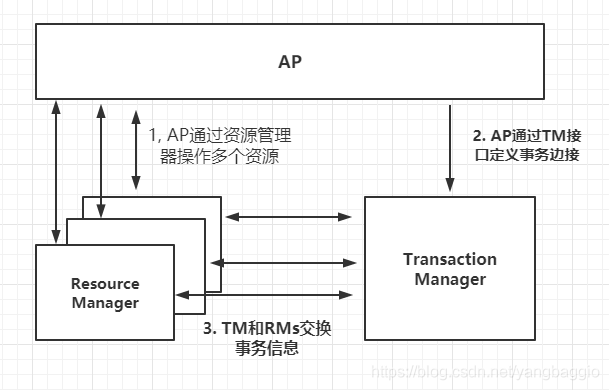 AP
1, AP通过资源管理
器操作多个资源
2. AP通过TM接
口定义事务边接
Resource
Manager
Transaction
Manager
3. TM和RMs交换
事务信息
https://blog.csdn.net/yangbaggio